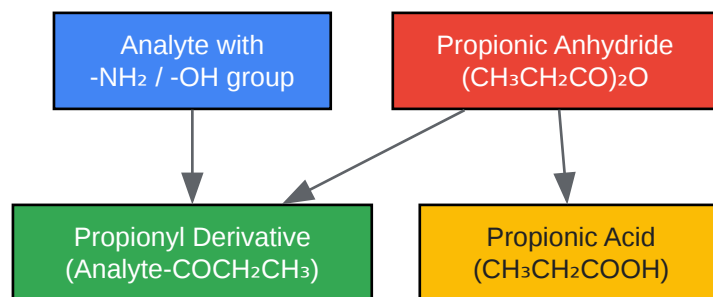 Analyte with
-NH₂ / -OH group
Propionic Anhydride
(CH₃CH₂CO)₂O
Propionyl Derivative
(Analyte-COCH₂CH₃)
Propionic Acid
(CH₃CH₂COOH)